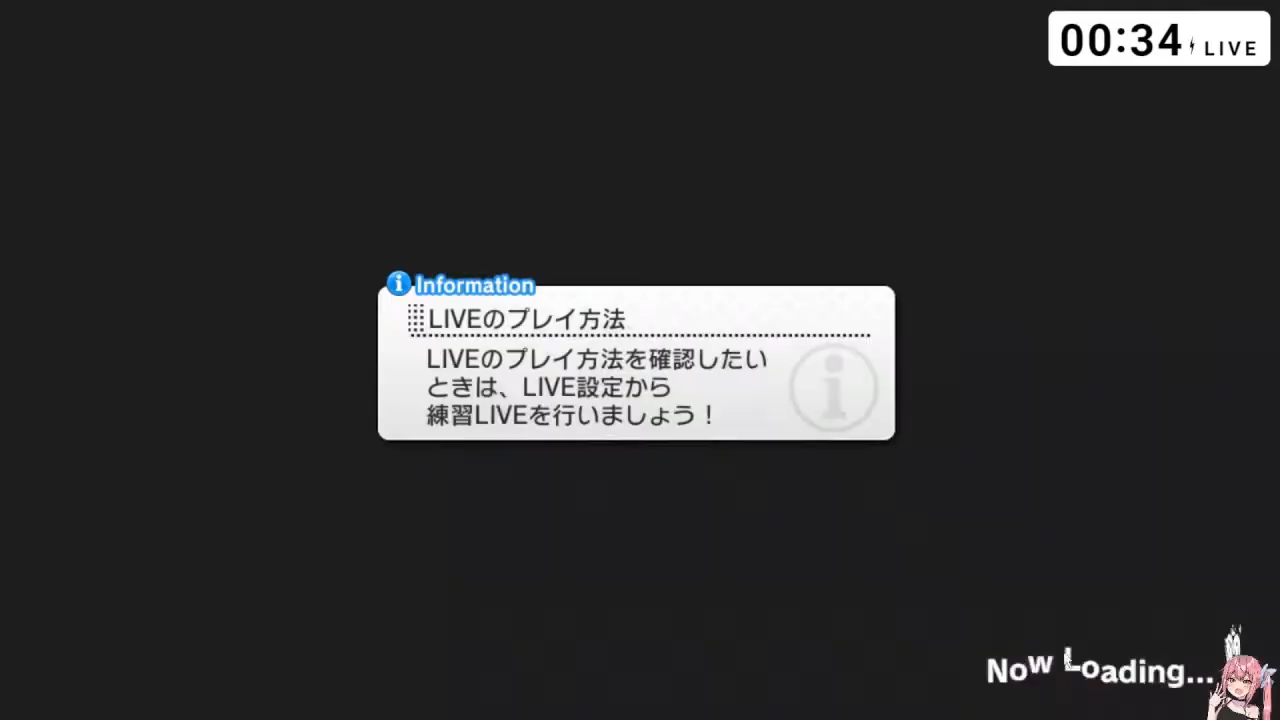 00:34 LIVE
Information
LIVEのプレイ方法
LIVEのプレイ方法を確認したい
ときは、LIVE設定から
練習LIVEを行いましょう！
Now Loading...